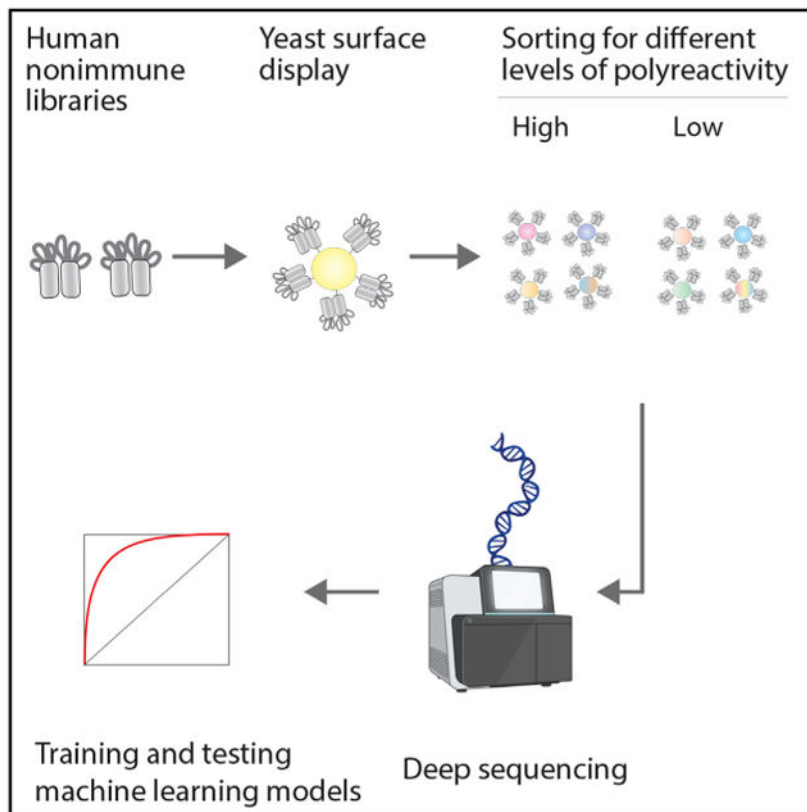 Human
nonimmune
libraries
Yeast surface
display
Sorting for different
levels of polyreactivity
High
Low
Training and testing
machine learning models
Deep sequencing